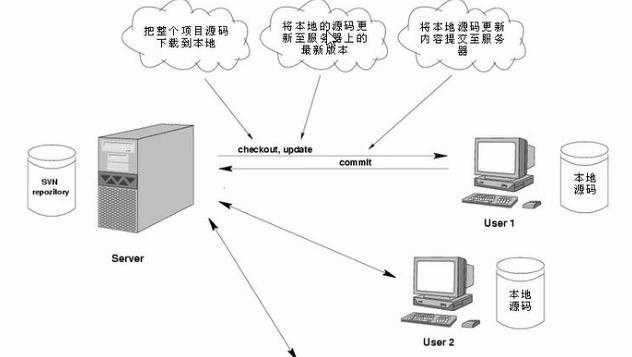 把整个项目源码
下载到本地
将本地的源码更
新至服务器上的
最新版本
将本地源码更新
内容提交至服务
器
checkout, update
commit
SVN
repozitory
Server
User 1
本地
源码
User 2
本地
源码